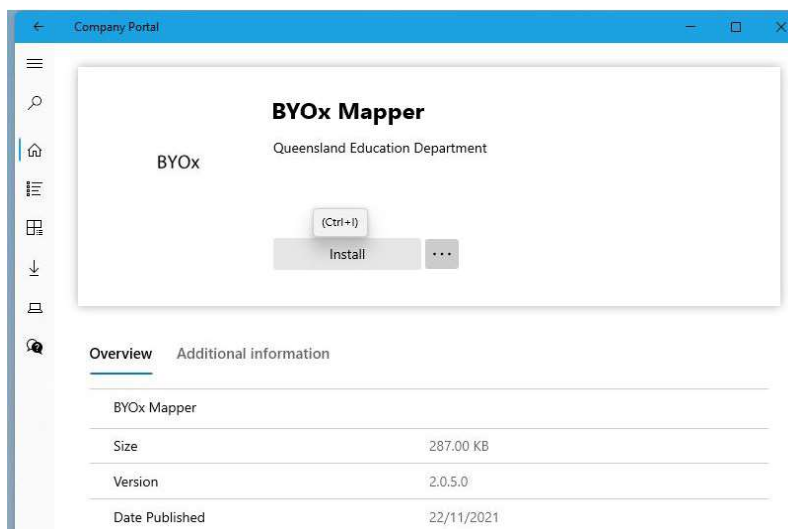 Company Portal
BYOx Mapper
BYOx
Queensland Education Department
(Ctrl+I)
Install
Overview Additional information
BYOx Mapper
Size 287.00 KB
Version 2.0.5.0
Date Published 22/11/2021